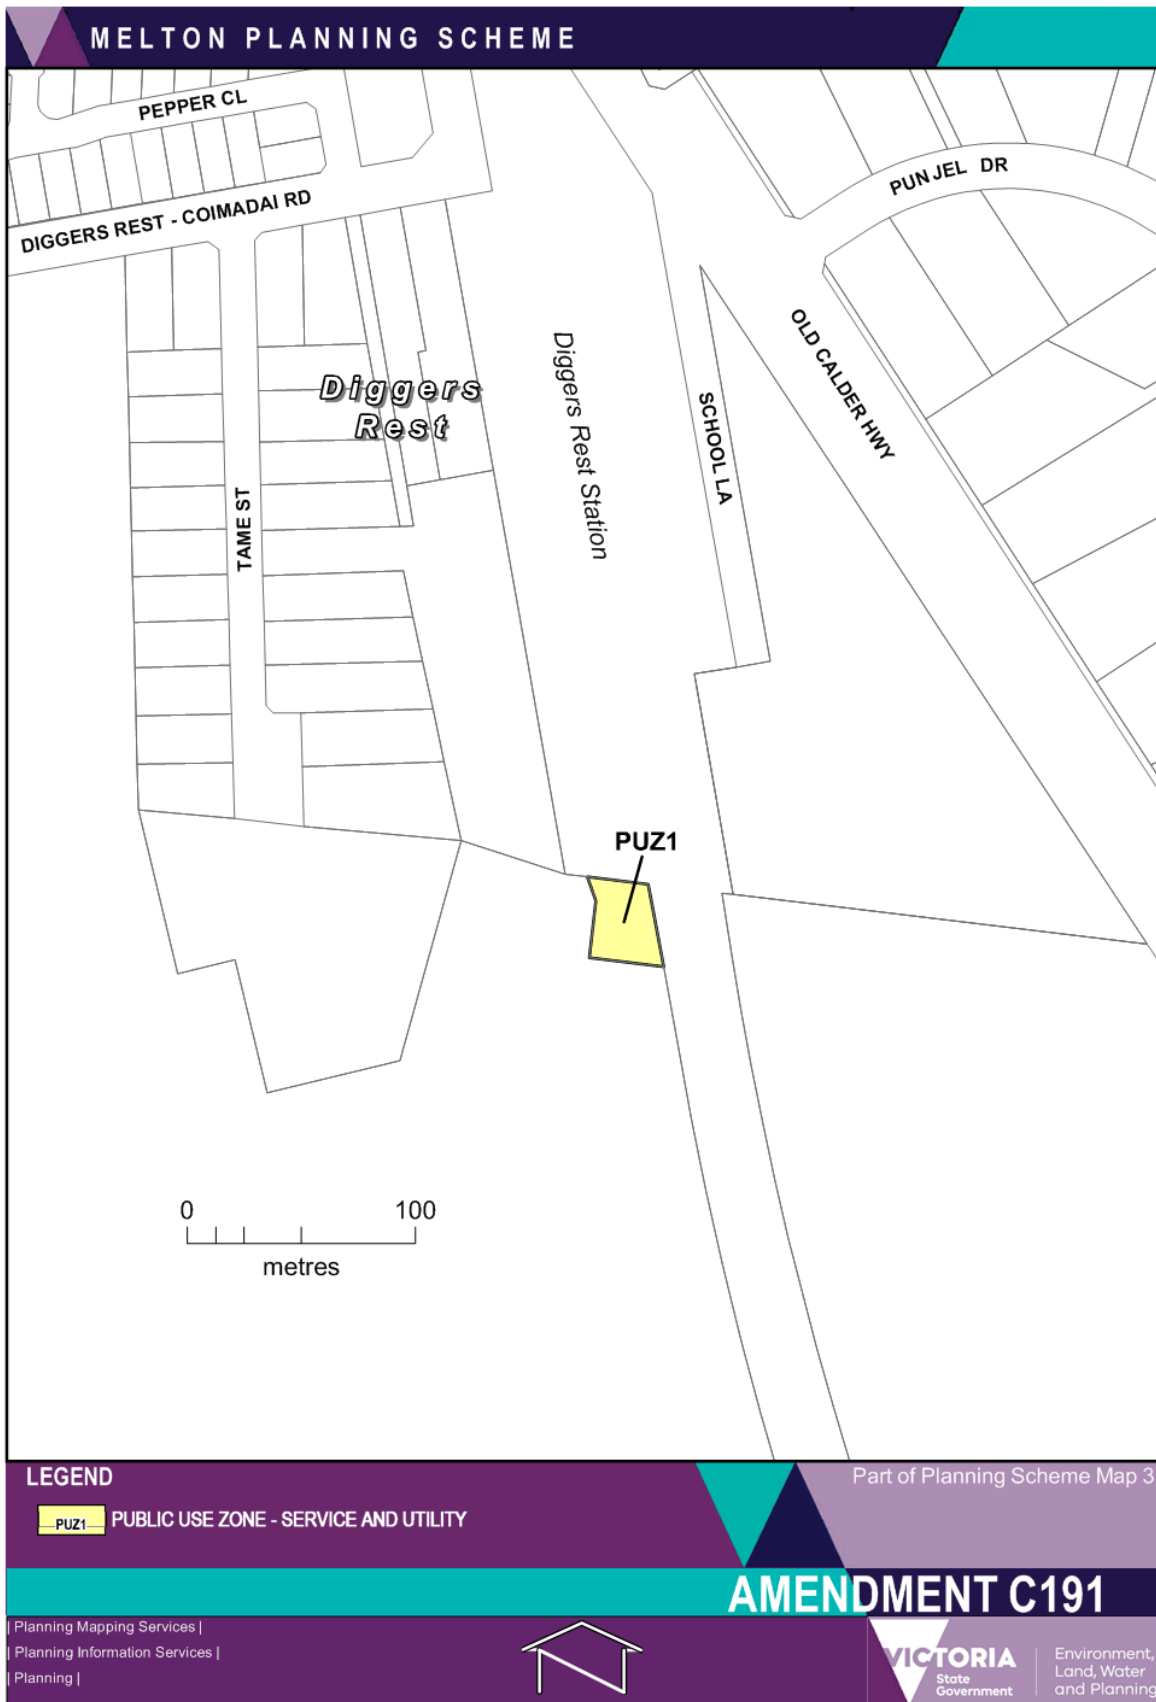 MELTON PLANNING SCHEME
PEPPER CL
DIGGERS REST - COIMADAI RD
PUNJEL DR
OLD CALDER HWY
Diggers
Rest
Diggers Rest Station
SCHOOL LA
TAME ST
PUZ1
0 100
metres
LEGEND
Part of Planning Scheme Map 3
PUZ1 PUBLIC USE ZONE - SERVICE AND UTILITY
AMENDMENT C191
| Planning Mapping Services |
| Planning Information Services |
| Planning |
VICTORIA
State
Government
Environment,
Land, Water
and Planning